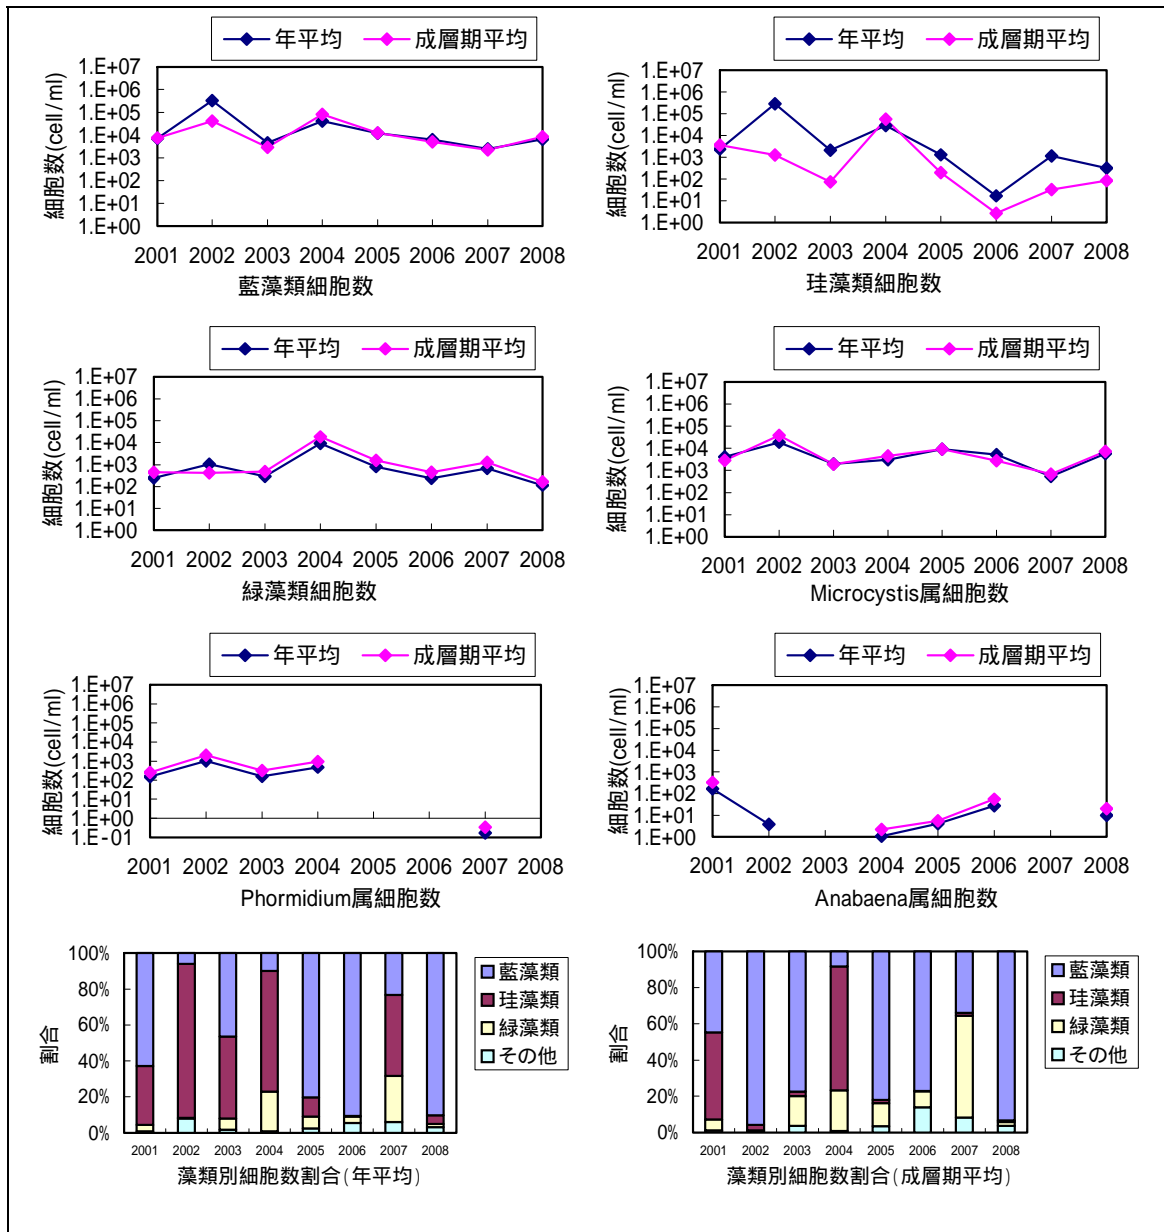 年平均 成層期平均
細胞数(cell/ml)
1.E+07
1.E+06
1.E+05
1.E+04
1.E+03
1.E+02
1.E+01
1.E+00
2001 2002 2003 2004 2005 2006 2007 2008
藍藻類細胞数
年平均 成層期平均
細胞数(cell/ml)
1.E+07
1.E+06
1.E+05
1.E+04
1.E+03
1.E+02
1.E+01
1.E+00
2001 2002 2003 2004 2005 2006 2007 2008
珪藻類細胞数
年平均 成層期平均
細胞数(cell/ml)
1.E+07
1.E+06
1.E+05
1.E+04
1.E+03
1.E+02
1.E+01
1.E+00
2001 2002 2003 2004 2005 2006 2007 2008
緑藻類細胞数
年平均 成層期平均
細胞数(cell/ml)
1.E+07
1.E+06
1.E+05
1.E+04
1.E+03
1.E+02
1.E+01
1.E+00
2001 2002 2003 2004 2005 2006 2007 2008
Microcystis属細胞数
年平均 成層期平均
細胞数(cell/ml)
1.E+07
1.E+06
1.E+05
1.E+04
1.E+03
1.E+02
1.E+01
1.E+00
1.E-01
2001 2002 2003 2004 2005 2006 2007 2008
Phormidium属細胞数
年平均 成層期平均
細胞数(cell/ml)
1.E+07
1.E+06
1.E+05
1.E+04
1.E+03
1.E+02
1.E+01
1.E+00
2001 2002 2003 2004 2005 2006 2007 2008
Anabaena属細胞数
割合
100%
80%
60%
40%
20%
0%
2001 2002 2003 2004 2005 2006 2007 2008
藍藻類
珪藻類
緑藻類
その他
藻類別細胞数割合(年平均)
割合
100%
80%
60%
40%
20%
0%
2001 2002 2003 2004 2005 2006 2007 2008
藍藻類
珪藻類
緑藻類
その他
藻類別細胞数割合(成層期平均)